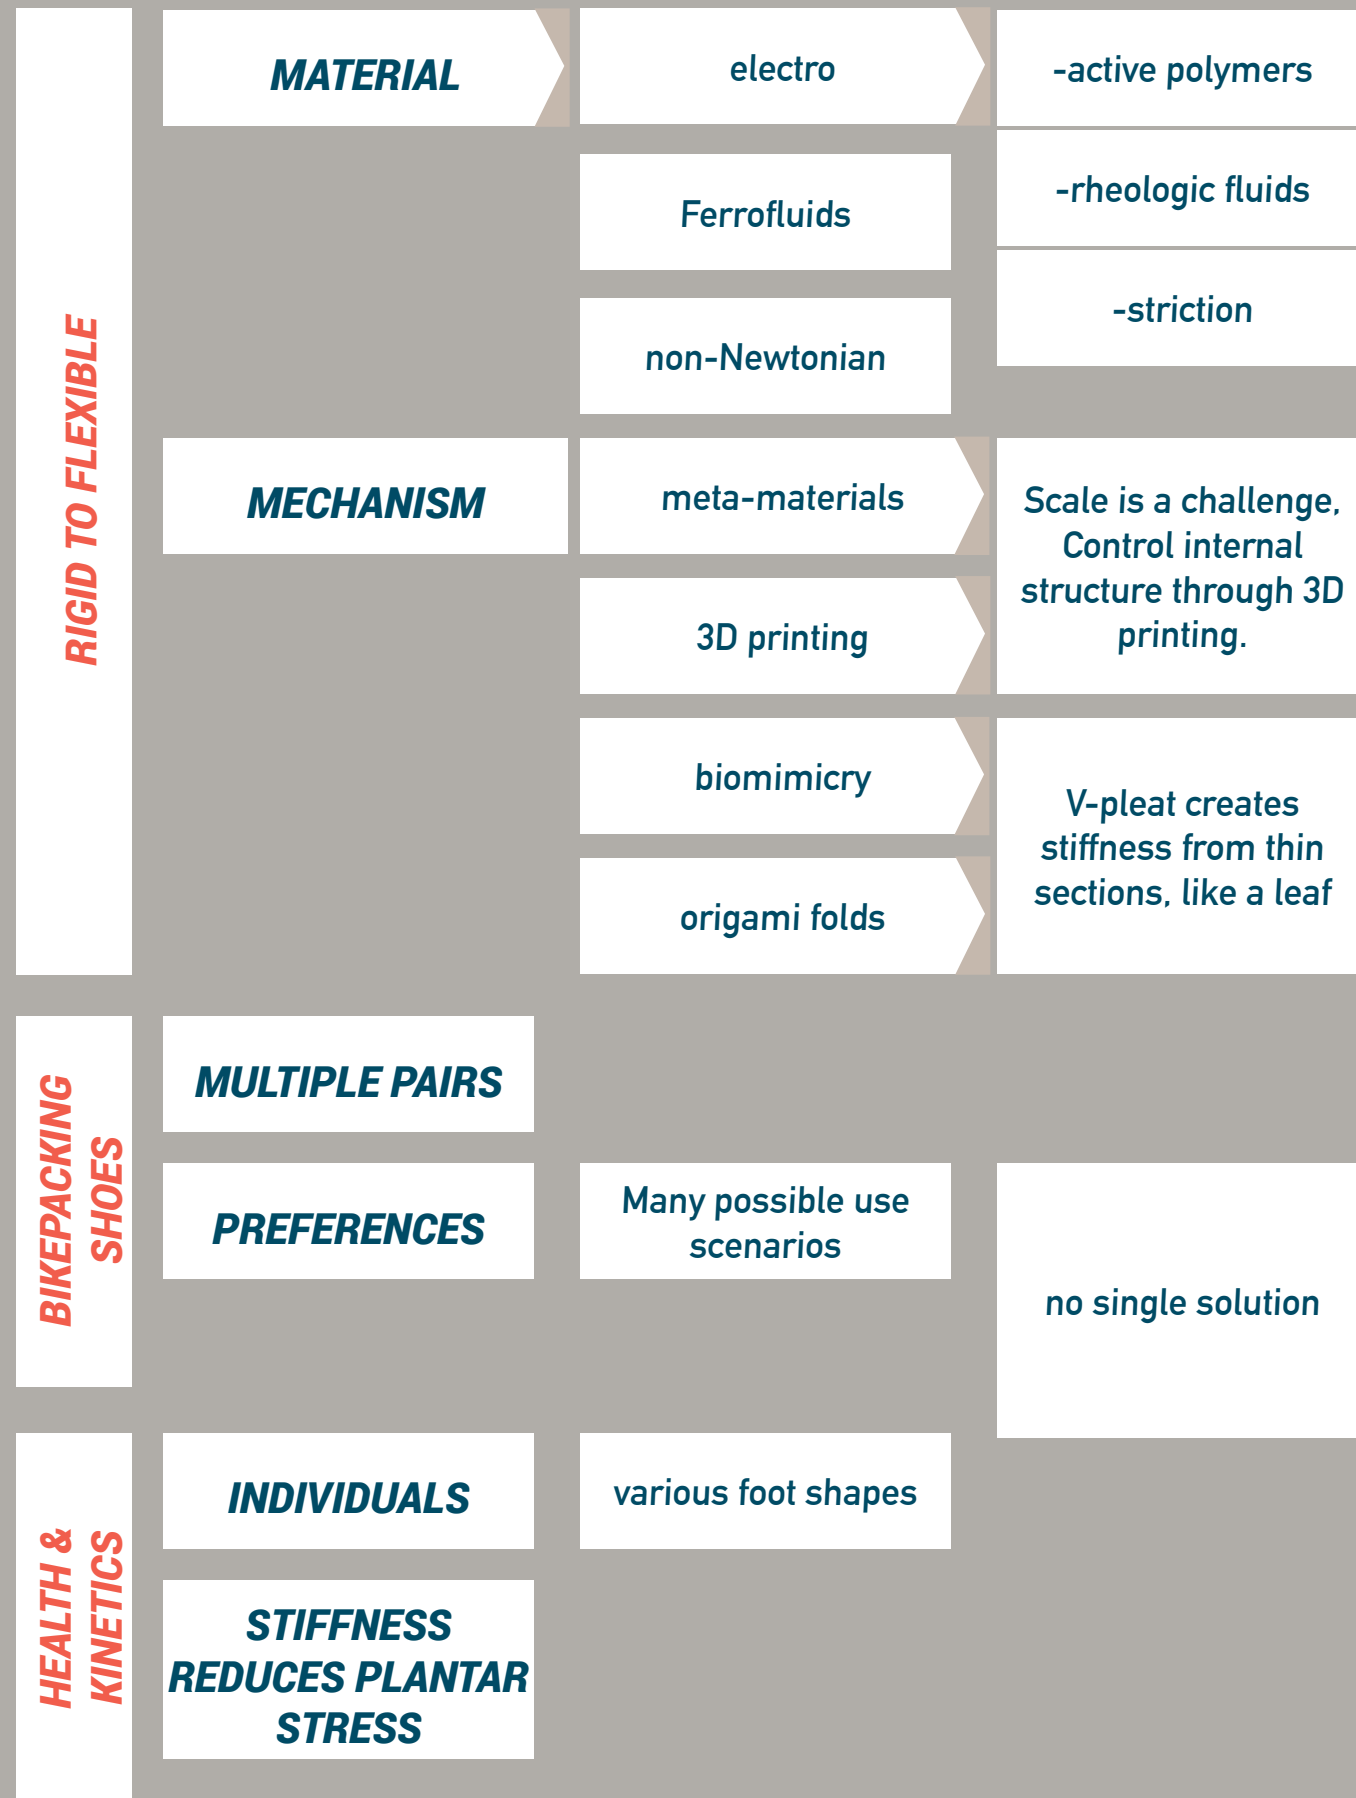 RIGID TO FLEXIBLE
MATERIAL
electro
-active polymers
-rheologic fluids
-striction
Ferrofluids
non-Newtonian
MECHANISM
meta-materials
3D printing
Scale is a challenge,
Control internal
structure through 3D
printing.
biomimicry
origami folds
V-pleat creates
stiffness from thin
sections, like a leaf
BIKEPACKING
SHOES
MULTIPLE PAIRS
PREFERENCES
Many possible use
scenarios
no single solution
HEALTH &
KINETICS
INDIVIDUALS
various foot shapes
STIFFNESS
REDUCES PLANTAR
STRESS